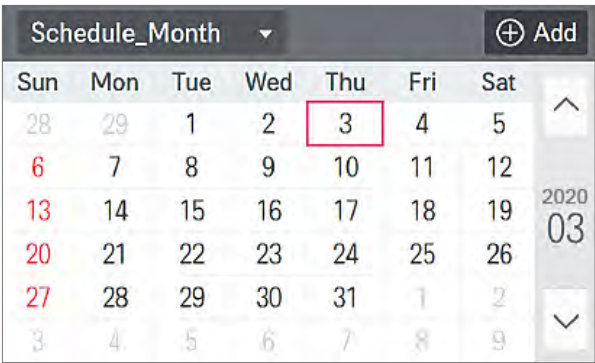 Schedule_Month Add
Sun Mon Tue Wed Thu Fri Sat
28 29 1 2 3 4 5
6 7 8 9 10 11 12
2020
13 14 15 16 17 18 19
03
20 21 22 23 24 25 26
27 28 29 30 31 1 2
3 4 5 6 7 8 9